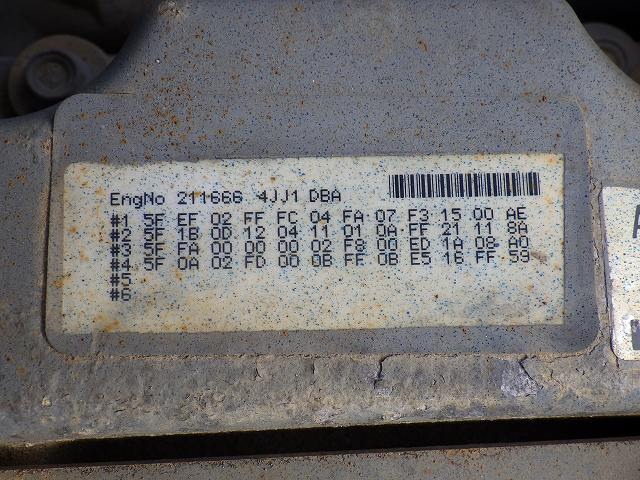 EngNo 211666 4JJ1 DBA
#1 5F EF 02 FF FC 04 FA 07 F3 15 00 AE
#2 5F 1B 0D 12 04 11 01 0A FF 21 11 8A
#3 5F FA 00 00 00 02 F8 00 ED 1A 08 A0
#4 5F 0A 02 FD 00 0B FF 0B E5 16 FF 59
#5
#6